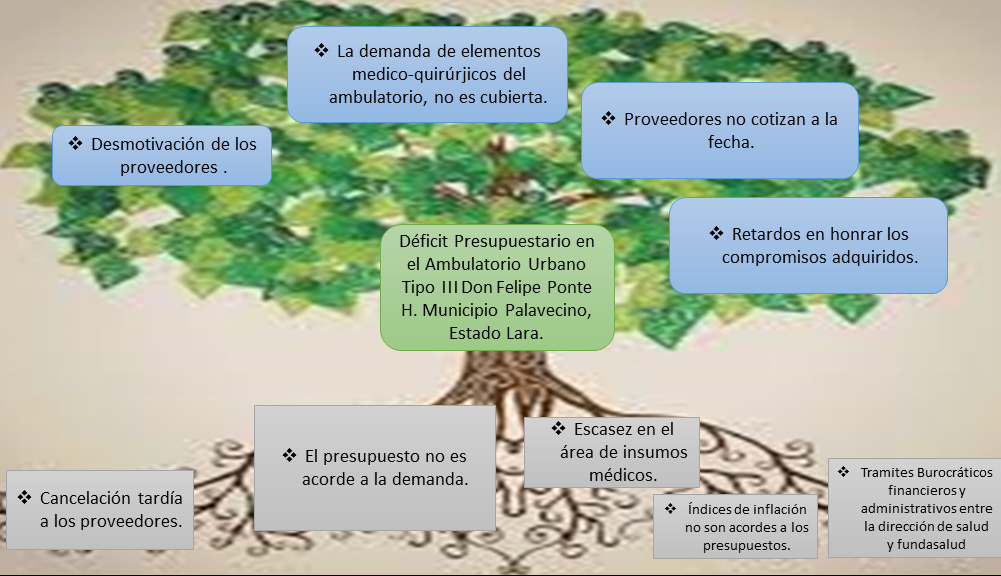 ❖ La demanda de elementos
medico-quirúrjicos del
ambulatorio, no es cubierta.
❖ Proveedores no cotizan a la
fecha.
❖ Desmotivación de los
proveedores .
❖ Retardos en honrar los
compromisos adquiridos.
Déficit Presupuestario en
el Ambulatorio Urbano
Tipo III Don Felipe Ponte
H. Municipio Palavecino,
Estado Lara.
❖ Cancelación tardía
a los proveedores.
❖ El presupuesto no es
acorde a la demanda.
❖ Escasez en el
área de insumos
médicos.
❖ Índices de inflación
no son acordes a los
presupuestos.
❖ Tramites Burocráticos
financieros y
administrativos entre
la dirección de salud
y fundasalud